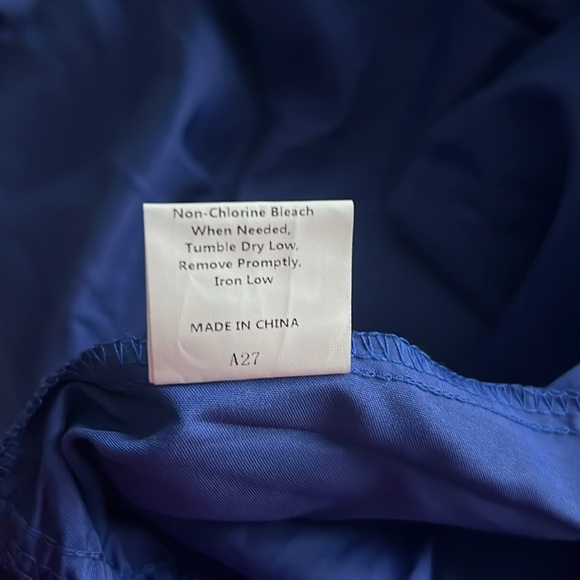 Non-Chlorine Bleach
When Needed,
Tumble Dry Low,
Remove Promptly,
Iron Low
MADE IN CHINA
A27